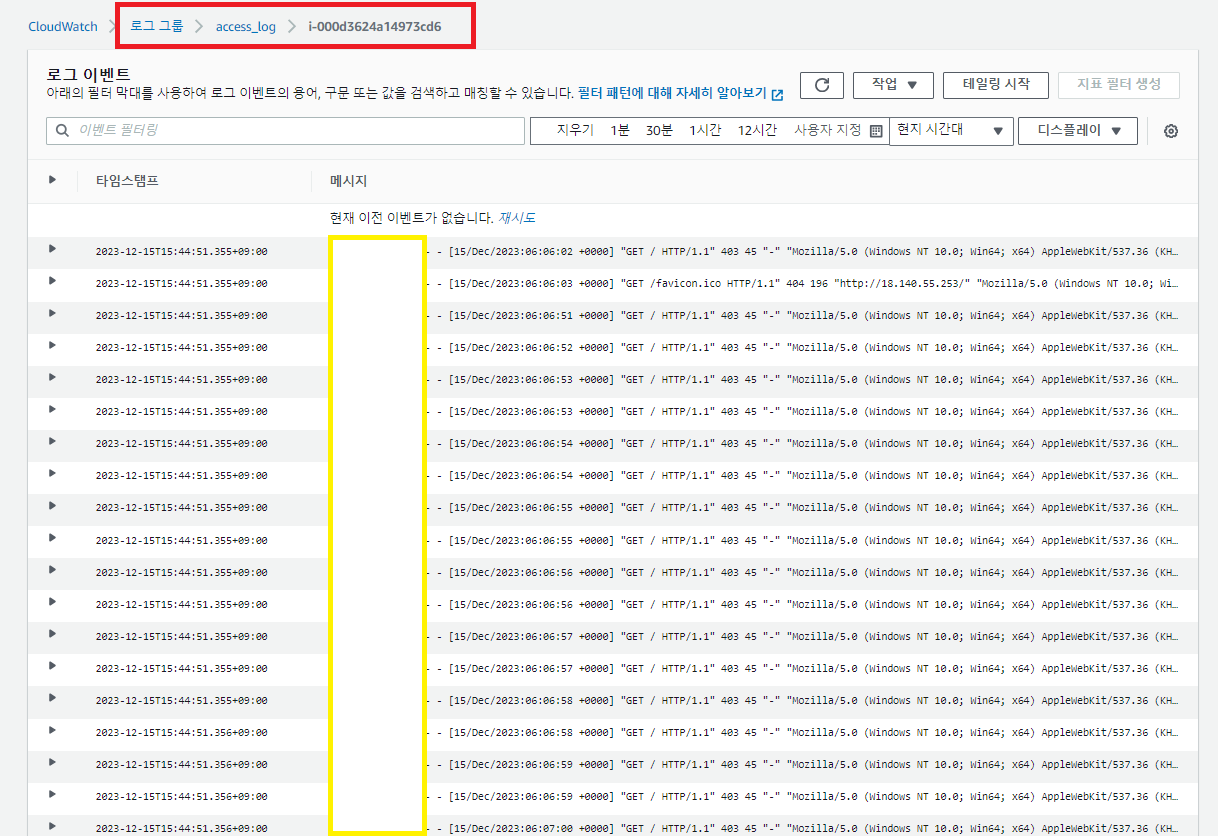 CloudWatch > 로그 그룹 > access_log > i-000d3624a14973cd6
로그 이벤트
아래의 필터 막대를 사용하여 로그 이벤트의 용어, 구문 또는 값을 검색하고 매칭할 수 있습니다. 필터 패턴에 대해 자세히 알아보기
작업 ▼ 테일링 시작 지표 필터 생성
이벤트 필터링 지우기 1분 30분 1시간 12시간 사용자 지정 현지 시간대 ▼ 디스플레이 ▼
타임스탬프 메시지
현재 이전 이벤트가 없습니다. 재시도
2023-12-15T15:44:51.355+09:00 - - [15/Dec/2023:06:06:02 +0000] "GET / HTTP/1.1" 403 45 "-" "Mozilla/5.0 (Windows NT 10.0; Win64; x64) AppleWebKit/537.36 (KH…
2023-12-15T15:44:51.355+09:00 - - [15/Dec/2023:06:06:03 +0000] "GET /favicon.ico HTTP/1.1" 404 196 "http://18.140.55.253/" "Mozilla/5.0 (Windows NT 10.0; Wi…
2023-12-15T15:44:51.355+09:00 - - [15/Dec/2023:06:06:51 +0000] "GET / HTTP/1.1" 403 45 "-" "Mozilla/5.0 (Windows NT 10.0; Win64; x64) AppleWebKit/537.36 (KH…
2023-12-15T15:44:51.355+09:00 - - [15/Dec/2023:06:06:52 +0000] "GET / HTTP/1.1" 403 45 "-" "Mozilla/5.0 (Windows NT 10.0; Win64; x64) AppleWebKit/537.36 (KH…
2023-12-15T15:44:51.355+09:00 - - [15/Dec/2023:06:06:53 +0000] "GET / HTTP/1.1" 403 45 "-" "Mozilla/5.0 (Windows NT 10.0; Win64; x64) AppleWebKit/537.36 (KH…
2023-12-15T15:44:51.355+09:00 - - [15/Dec/2023:06:06:53 +0000] "GET / HTTP/1.1" 403 45 "-" "Mozilla/5.0 (Windows NT 10.0; Win64; x64) AppleWebKit/537.36 (KH…
2023-12-15T15:44:51.355+09:00 - - [15/Dec/2023:06:06:54 +0000] "GET / HTTP/1.1" 403 45 "-" "Mozilla/5.0 (Windows NT 10.0; Win64; x64) AppleWebKit/537.36 (KH…
2023-12-15T15:44:51.355+09:00 - - [15/Dec/2023:06:06:54 +0000] "GET / HTTP/1.1" 403 45 "-" "Mozilla/5.0 (Windows NT 10.0; Win64; x64) AppleWebKit/537.36 (KH…
2023-12-15T15:44:51.355+09:00 - - [15/Dec/2023:06:06:55 +0000] "GET / HTTP/1.1" 403 45 "-" "Mozilla/5.0 (Windows NT 10.0; Win64; x64) AppleWebKit/537.36 (KH…
2023-12-15T15:44:51.355+09:00 - - [15/Dec/2023:06:06:55 +0000] "GET / HTTP/1.1" 403 45 "-" "Mozilla/5.0 (Windows NT 10.0; Win64; x64) AppleWebKit/537.36 (KH…
2023-12-15T15:44:51.355+09:00 - - [15/Dec/2023:06:06:56 +0000] "GET / HTTP/1.1" 403 45 "-" "Mozilla/5.0 (Windows NT 10.0; Win64; x64) AppleWebKit/537.36 (KH…
2023-12-15T15:44:51.355+09:00 - - [15/Dec/2023:06:06:56 +0000] "GET / HTTP/1.1" 403 45 "-" "Mozilla/5.0 (Windows NT 10.0; Win64; x64) AppleWebKit/537.36 (KH…
2023-12-15T15:44:51.355+09:00 - - [15/Dec/2023:06:06:57 +0000] "GET / HTTP/1.1" 403 45 "-" "Mozilla/5.0 (Windows NT 10.0; Win64; x64) AppleWebKit/537.36 (KH…
2023-12-15T15:44:51.355+09:00 - - [15/Dec/2023:06:06:57 +0000] "GET / HTTP/1.1" 403 45 "-" "Mozilla/5.0 (Windows NT 10.0; Win64; x64) AppleWebKit/537.36 (KH…
2023-12-15T15:44:51.355+09:00 - - [15/Dec/2023:06:06:58 +0000] "GET / HTTP/1.1" 403 45 "-" "Mozilla/5.0 (Windows NT 10.0; Win64; x64) AppleWebKit/537.36 (KH…
2023-12-15T15:44:51.356+09:00 - - [15/Dec/2023:06:06:58 +0000] "GET / HTTP/1.1" 403 45 "-" "Mozilla/5.0 (Windows NT 10.0; Win64; x64) AppleWebKit/537.36 (KH…
2023-12-15T15:44:51.356+09:00 - - [15/Dec/2023:06:06:59 +0000] "GET / HTTP/1.1" 403 45 "-" "Mozilla/5.0 (Windows NT 10.0; Win64; x64) AppleWebKit/537.36 (KH…
2023-12-15T15:44:51.356+09:00 - - [15/Dec/2023:06:06:59 +0000] "GET / HTTP/1.1" 403 45 "-" "Mozilla/5.0 (Windows NT 10.0; Win64; x64) AppleWebKit/537.36 (KH…
2023-12-15T15:44:51.356+09:00 - - [15/Dec/2023:06:07:00 +0000] "GET / HTTP/1.1" 403 45 "-" "Mozilla/5.0 (Windows NT 10.0; Win64; x64) AppleWebKit/537.36 (KH…